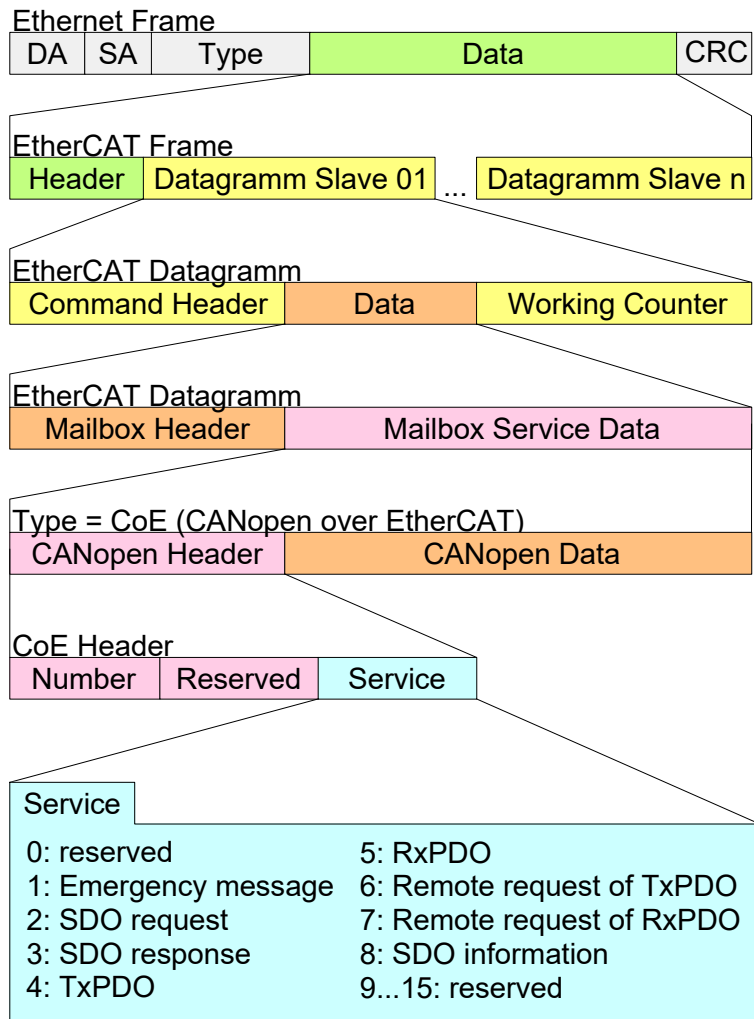 Ethernet Frame
DA SA Type Data CRC
EtherCAT Frame
Header Datagramm Slave 01 ... Datagramm Slave n
EtherCAT Datagramm
Command Header Data Working Counter
EtherCAT Datagramm
Mailbox Header Mailbox Service Data
Type = CoE (CANopen over EtherCAT)
CANopen Header CANopen Data
CoE Header
Number Reserved Service
Service
0: reserved
1: Emergency message
2: SDO request
3: SDO response
4: TxPDO
5: RxPDO
6: Remote request of TxPDO
7: Remote request of RxPDO
8: SDO information
9...15: reserved